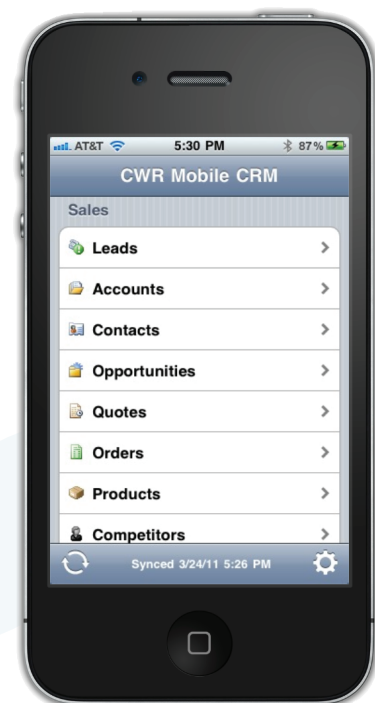 AT&T 5:30 PM 87%
CWR Mobile CRM
Sales
Leads
Accounts
Contacts
Opportunities
Quotes
Orders
Products
Competitors
Synced 3/24/11 5:26 PM